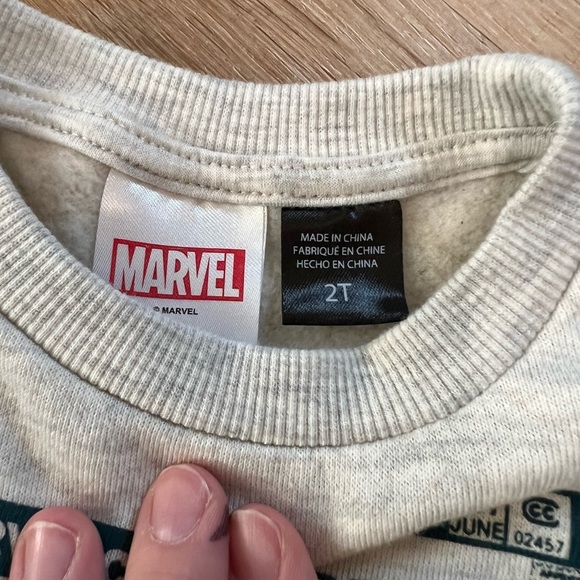 MARVEL
© MARVEL
MADE IN CHINA
FABRIQUÉ EN CHINE
HECHO EN CHINA
2T
CC
JUNE 02457